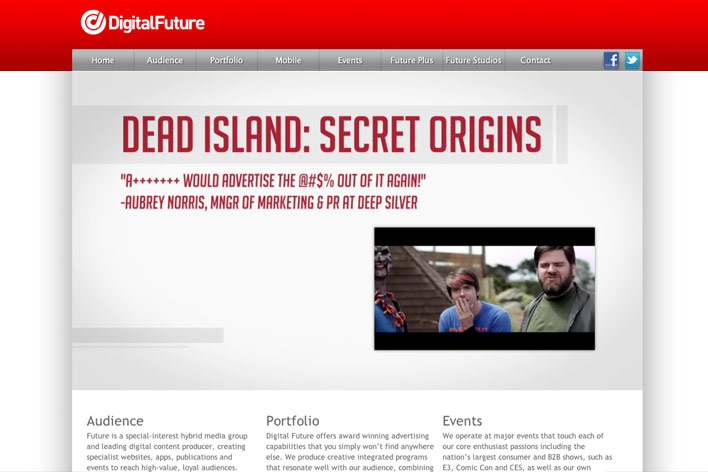 DigitalFuture
Home Audience Portfolio Mobile Events Future Plus Future Studios Contact
DEAD ISLAND: SECRET ORIGINS
"A+++++++ WOULD ADVERTISE THE @#$% OUT OF IT AGAIN!"
-AUBREY NORRIS, MNGR OF MARKETING & PR AT DEEP SILVER
Audience
Future is a special-interest hybrid media group
and leading digital content producer, creating
specialist websites, apps, publications and
events to reach high-value, loyal audiences.
Portfolio
Digital Future offers award winning advertising
capabilities that you simply won't find anywhere
else. We produce creative integrated programs
that resonate well with our audience, combining
Events
We operate at major events that touch each of
our core enthusiast passions including the
nation's largest consumer and B2B shows, such as
E3, Comic Con and CES, as well as our own